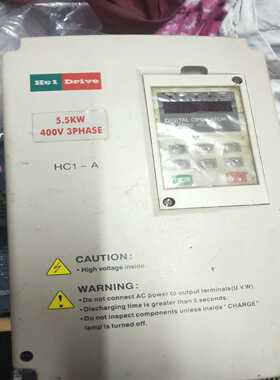 Hc1 Drive
5.5KW
400V 3PHASE
DIGITAL OPERATOR
HC1 - A
CAUTION:
• High voltage inside.
WARNING:
• Do not connect AC power to output terminals(U.V.W).
• Discharging time is greater than 5 seconds.
• Do not inspect components unless inside "CHARGE"
lamp is turned off.